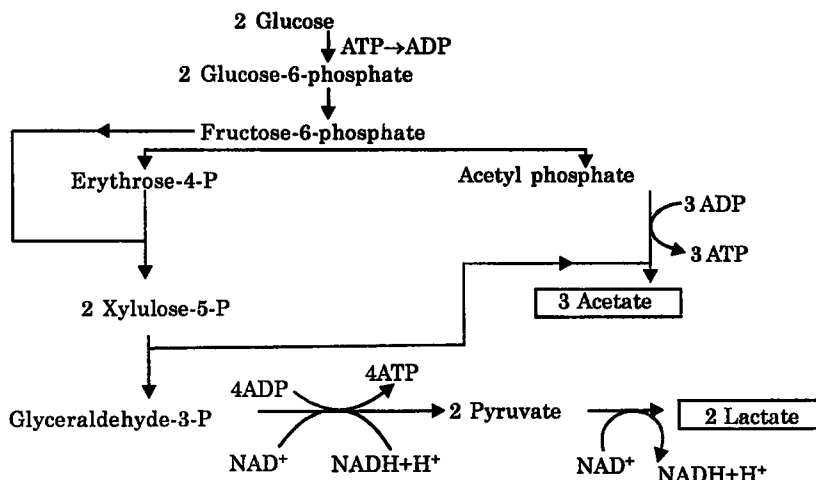 2 Glucose
ATP→ADP
2 Glucose-6-phosphate
Fructose-6-phosphate
Erythrose-4-P
Acetyl phosphate
3 ADP
3 ATP
3 Acetate
2 Xylulose-5-P
4ADP
4ATP
Glyceraldehyde-3-P
2 Pyruvate
2 Lactate
NAD⁺
NADH+H⁺
NAD⁺
NADH+H⁺